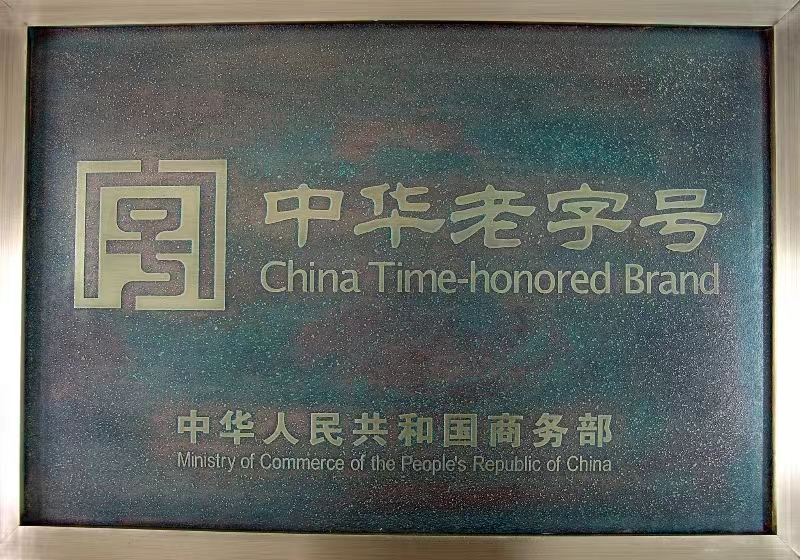 中华老字号
China Time-honored Brand
中华人民共和国商务部
Ministry of Commerce of the People's Republic of China